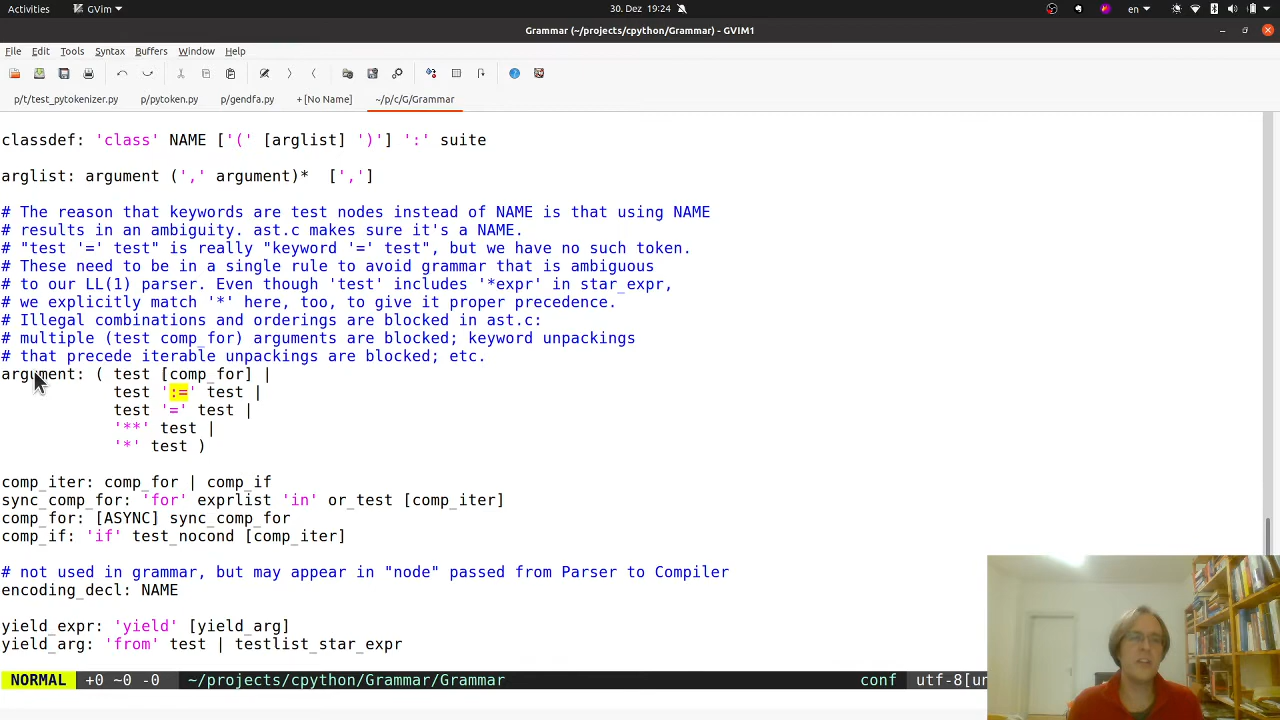 Activities GVim 30. Dez 19:24 en
Grammar (~/projects/cpython/Grammar) - GVIM1
File Edit Tools Syntax Buffers Window Help
p/t/test_pytokenizer.py p/pytoken.py p/gendfa.py + [No Name] ~/p/c/G/Grammar
classdef: 'class' NAME ['(' [arglist] ')'] ':' suite
arglist: argument (',' argument)*  [',']
# The reason that keywords are test nodes instead of NAME is that using NAME
# results in an ambiguity. ast.c makes sure it's a NAME.
# "test '=' test" is really "keyword '=' test", but we have no such token.
# These need to be in a single rule to avoid grammar that is ambiguous
# to our LL(1) parser. Even though 'test' includes '*expr' in star_expr,
# we explicitly match '*' here, too, to give it proper precedence.
# Illegal combinations and orderings are blocked in ast.c:
# multiple (test comp_for) arguments are blocked; keyword unpackings
# that precede iterable unpackings are blocked; etc.
argument: ( test [comp_for] |
test ':=' test |
test '=' test |
'**' test |
'*' test )
comp_iter: comp_for | comp_if
sync_comp_for: 'for' exprlist 'in' or_test [comp_iter]
comp_for: [ASYNC] sync_comp_for
comp_if: 'if' test_nocond [comp_iter]
# not used in grammar, but may appear in "node" passed from Parser to Compiler
encoding_decl: NAME
yield_expr: 'yield' [yield_arg]
yield_arg: 'from' test | testlist_star_expr
NORMAL +0 ~0 -0 ~/projects/cpython/Grammar/Grammar conf utf-8[un